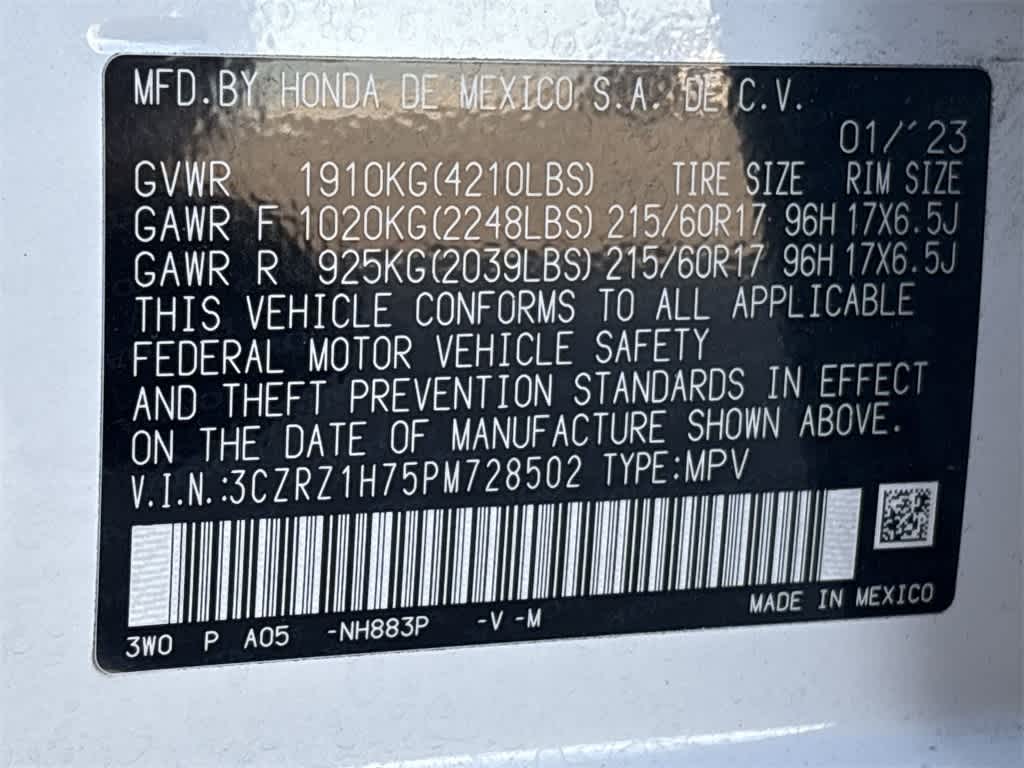 MFD.BY HONDA DE MEXICO S.A. DE C.V.
01/'23
GVWR 1910KG(4210LBS) TIRE SIZE RIM SIZE
GAWR F 1020KG(2248LBS) 215/60R17 96H 17X6.5J
GAWR R 925KG(2039LBS) 215/60R17 96H 17X6.5J
THIS VEHICLE CONFORMS TO ALL APPLICABLE
FEDERAL MOTOR VEHICLE SAFETY
AND THEFT PREVENTION STANDARDS IN EFFECT
ON THE DATE OF MANUFACTURE SHOWN ABOVE.
V.I.N.:3CZRZ1H75PM728502 TYPE:MPV
3W0 P A05 -NH883P -V -M MADE IN MEXICO